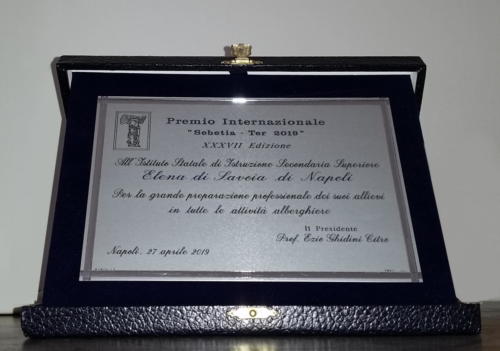 Premio Internazionale
"Sebetia - Ter 2019"
XXXVII Edizione
All'Istituto Statale di Istruzione Secondaria Superiore
Elena di Savoia di Napoli
Per la grande preparazione professionale dei suoi allievi
in tutte le attività alberghiere
Il Presidente
Prof. Ezio Ghidini Citro
Napoli, 27 aprile 2019